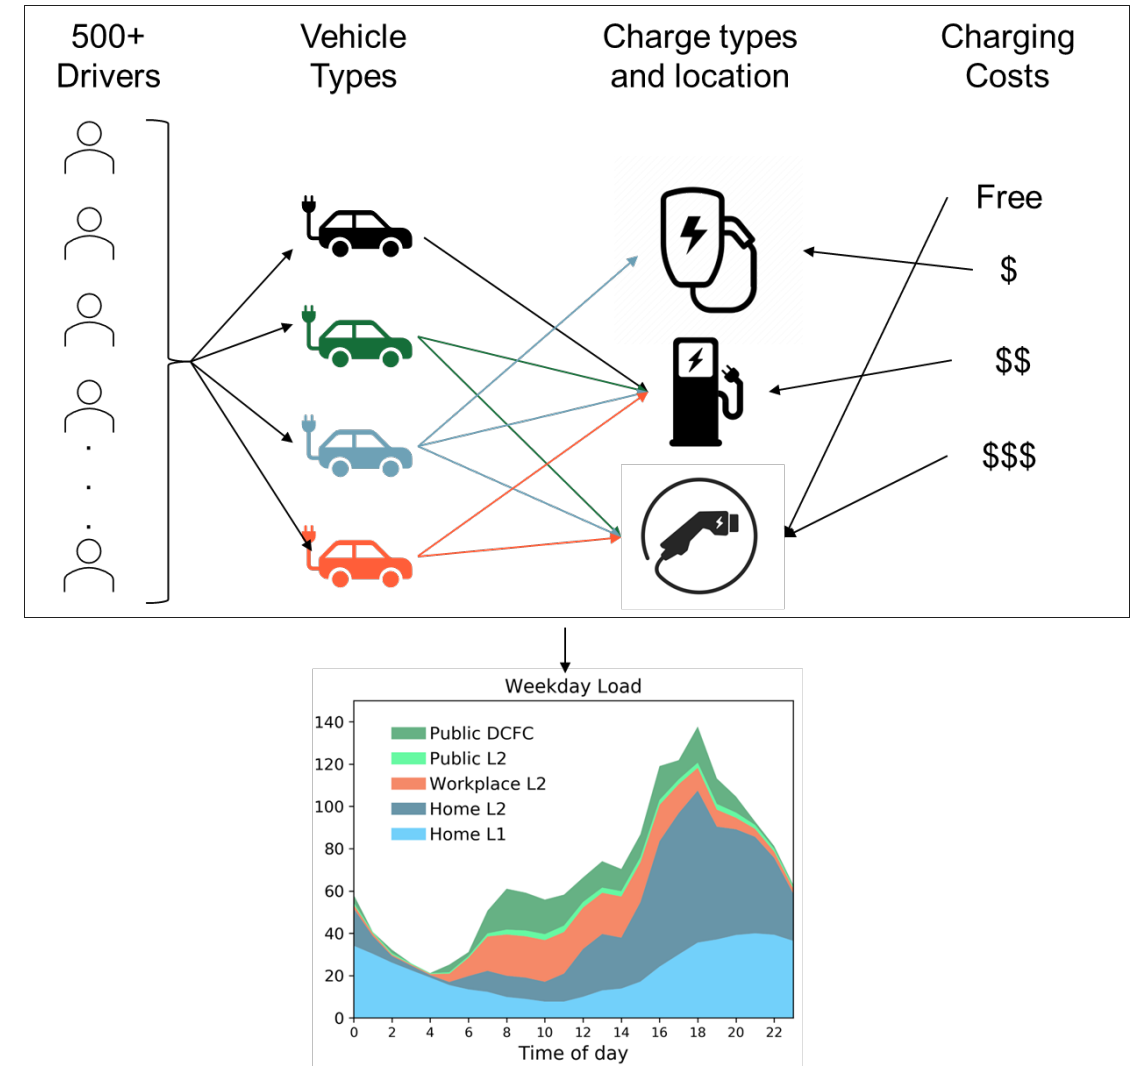 500+
Drivers
Vehicle
Types
Charge types
and location
Charging
Costs
Free
$
$$
$$$
Weekday Load
140
120
100
80
60
40
20
0
Public DCFC
Public L2
Workplace L2
Home L2
Home L1
0 2 4 6 8 10 12 14 16 18 20 22
Time of day